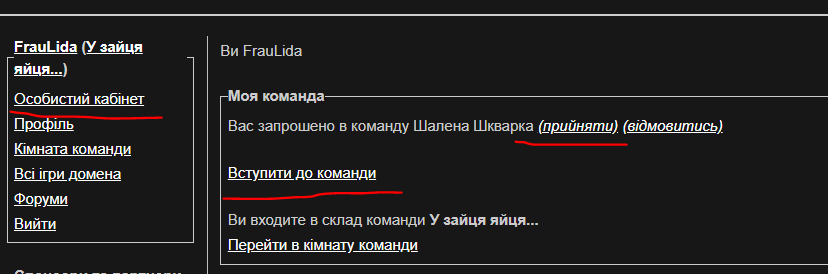 FrauLida (У зайця
яйця...)
Особистий кабінет
Профіль
Кімната команди
Всі ігри домена
Форуми
Вийти
Ви FrauLida
Моя команда
Вас запрошено в команду Шалена Шкварка (прийняти) (відмовитись)
Вступити до команди
Ви входите в склад команди У зайця яйця...
Перейти в кімнату команди